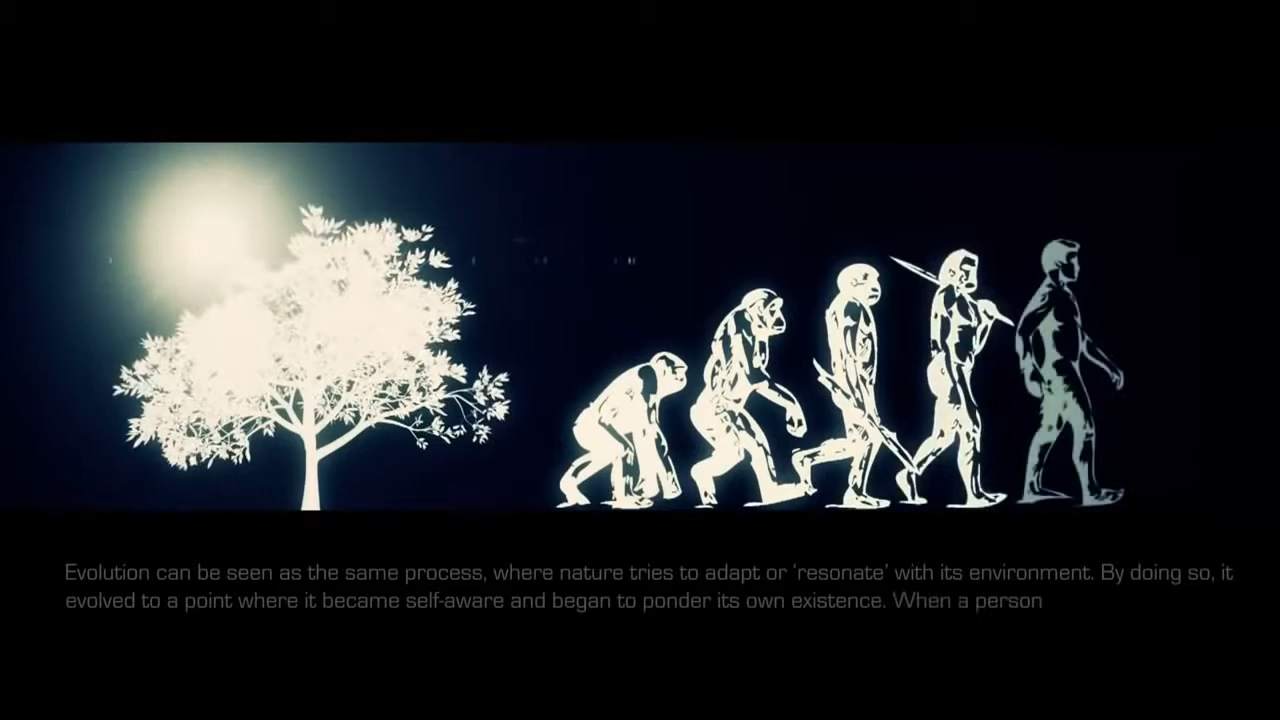 Evolution can be seen as the same process, where nature tries to adapt or ‘resonate’ with its environment. By doing so, it
evolved to a point where it became self-aware and began to ponder its own existence. When a person